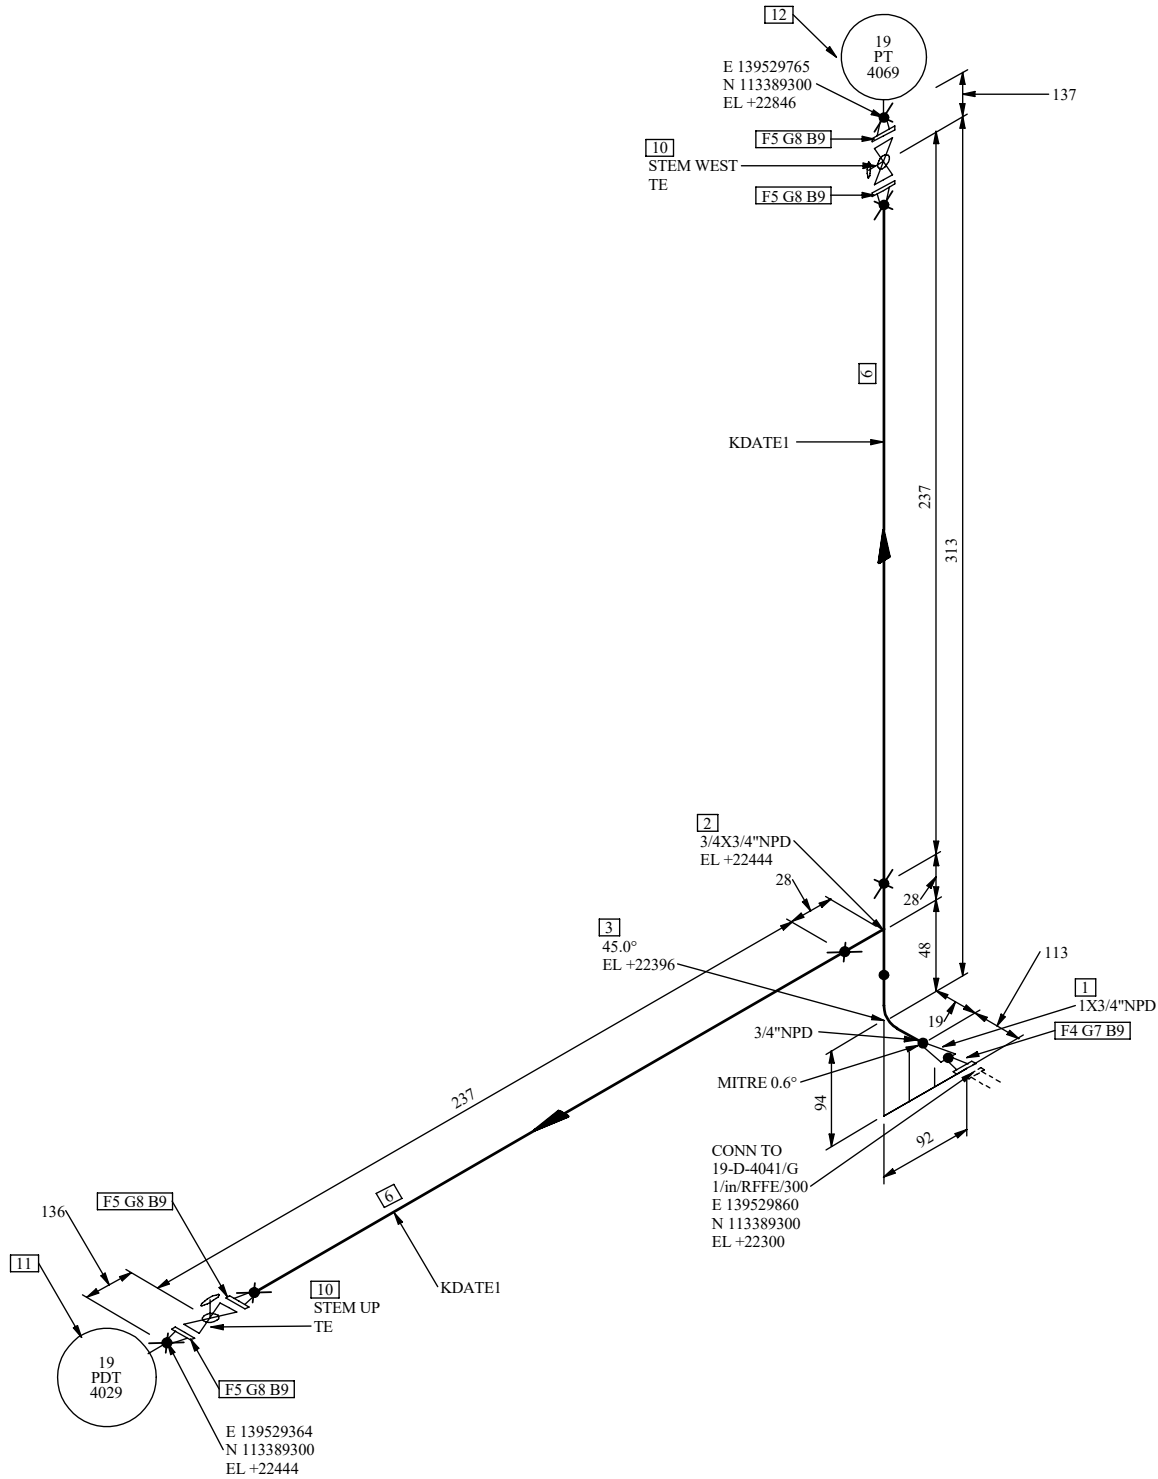 12
19
PT
4069
E 139529765
N 113389300
EL +22846
137
F5 G8 B9
10
STEM WEST
TE
F5 G8 B9
6
KDATE1
237
313
2
3/4X3/4"NPD
EL +22444
28
28
3
45.0°
EL +22396
48
113
1
1X3/4"NPD
19
F4 G7 B9
3/4"NPD
MITRE 0.6°
94
92
237
CONN TO
19-D-4041/G
1/in/RFFE/300
E 139529860
N 113389300
EL +22300
6
F5 G8 B9
136
11
KDATE1
10
STEM UP
TE
19
PDT
4029
F5 G8 B9
E 139529364
N 113389300
EL +22444